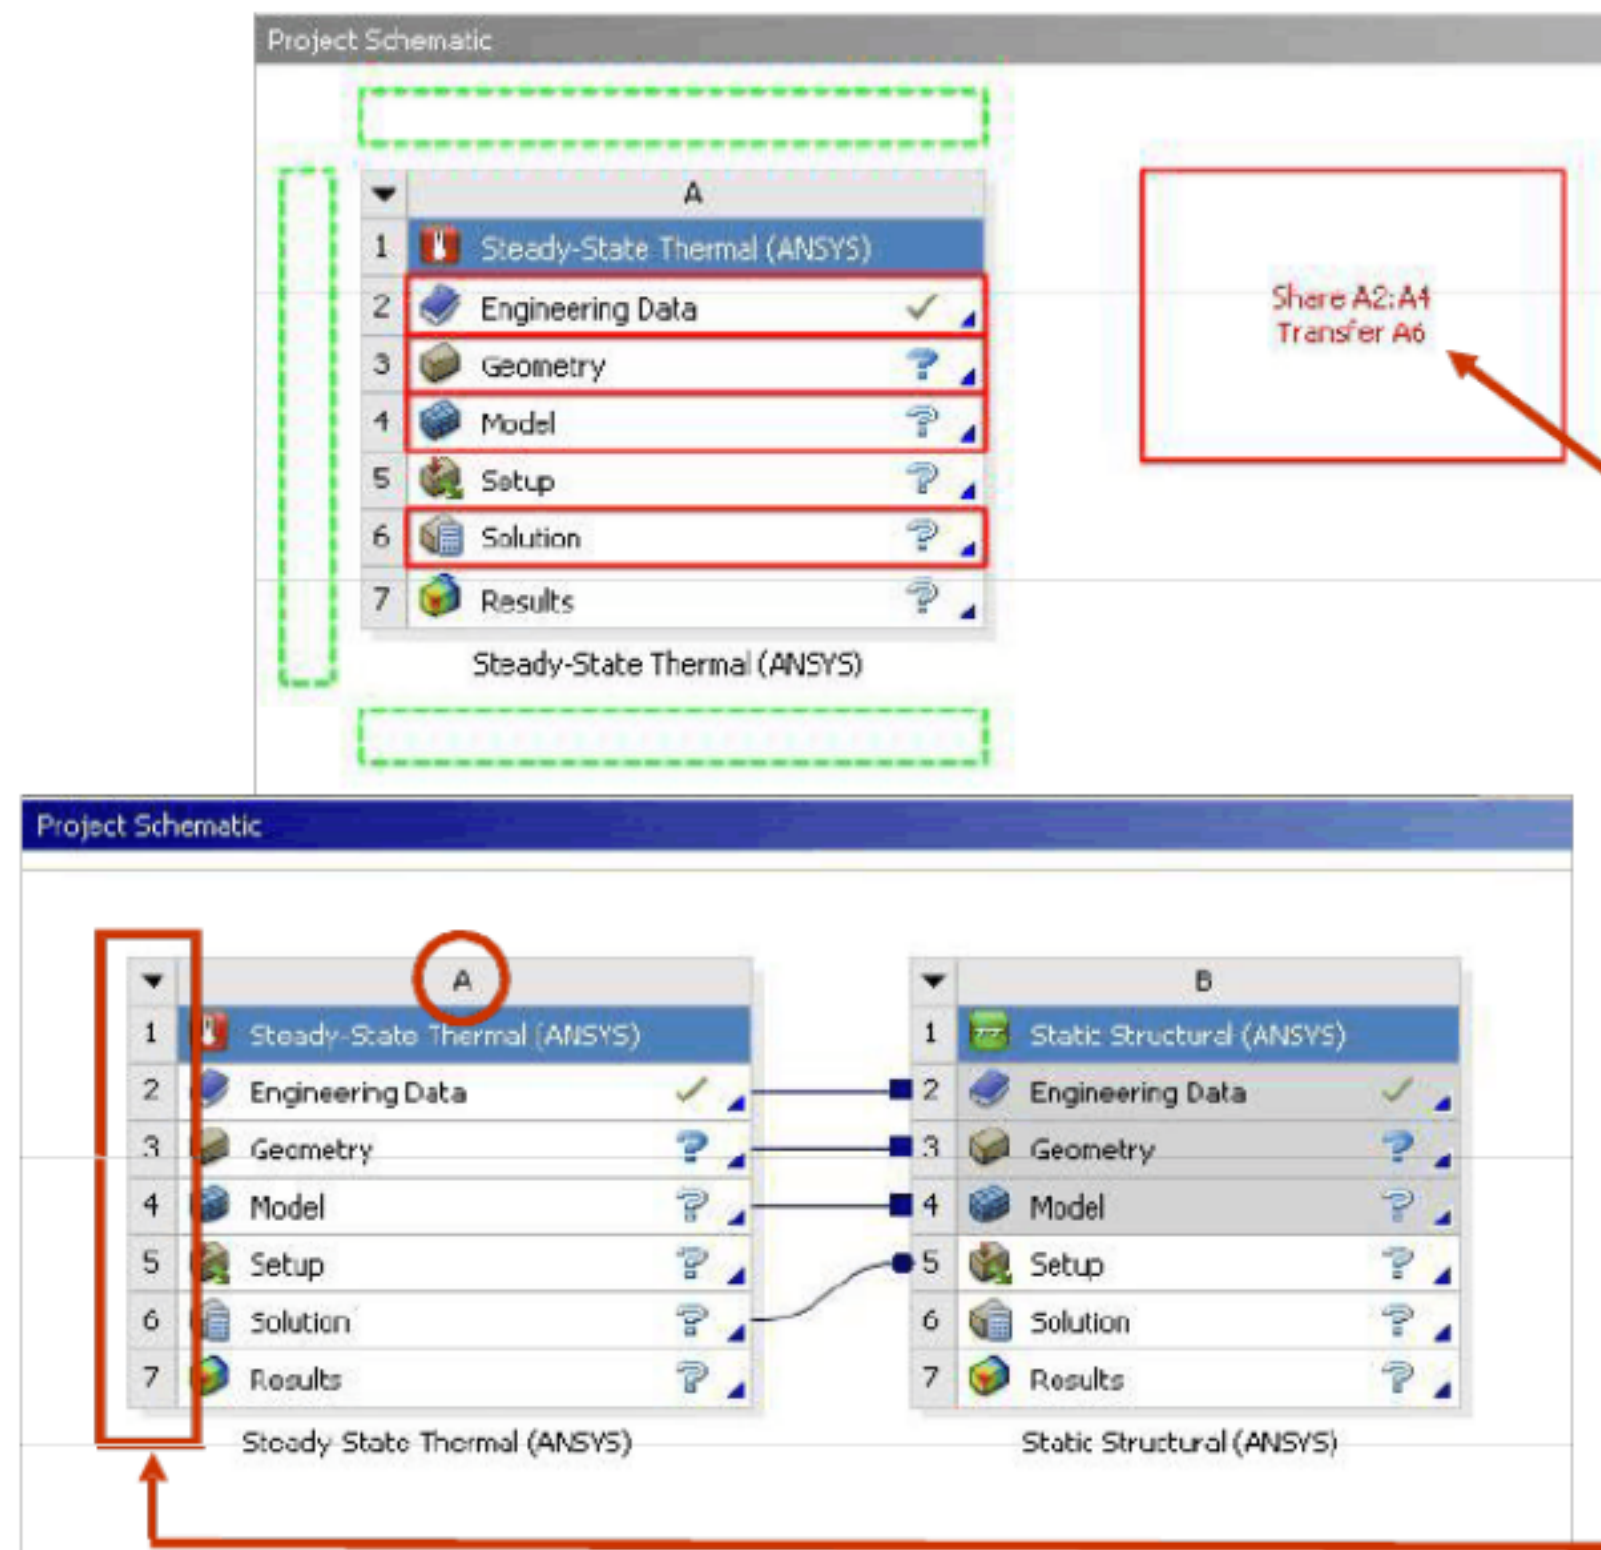 Project Schematic
A
1 Steady-State Thermal (ANSYS)
2 Engineering Data
3 Geometry
4 Model
5 Setup
6 Solution
7 Results
Steady-State Thermal (ANSYS)
Share A2:A4
Transfer A6
Project Schematic
A
1 Steady-State Thermal (ANSYS)
2 Engineering Data
3 Geometry
4 Model
5 Setup
6 Solution
7 Results
Steady-State Thermal (ANSYS)
B
1 Static Structural (ANSYS)
2 Engineering Data
3 Geometry
4 Model
5 Setup
6 Solution
7 Results
Static Structural (ANSYS)